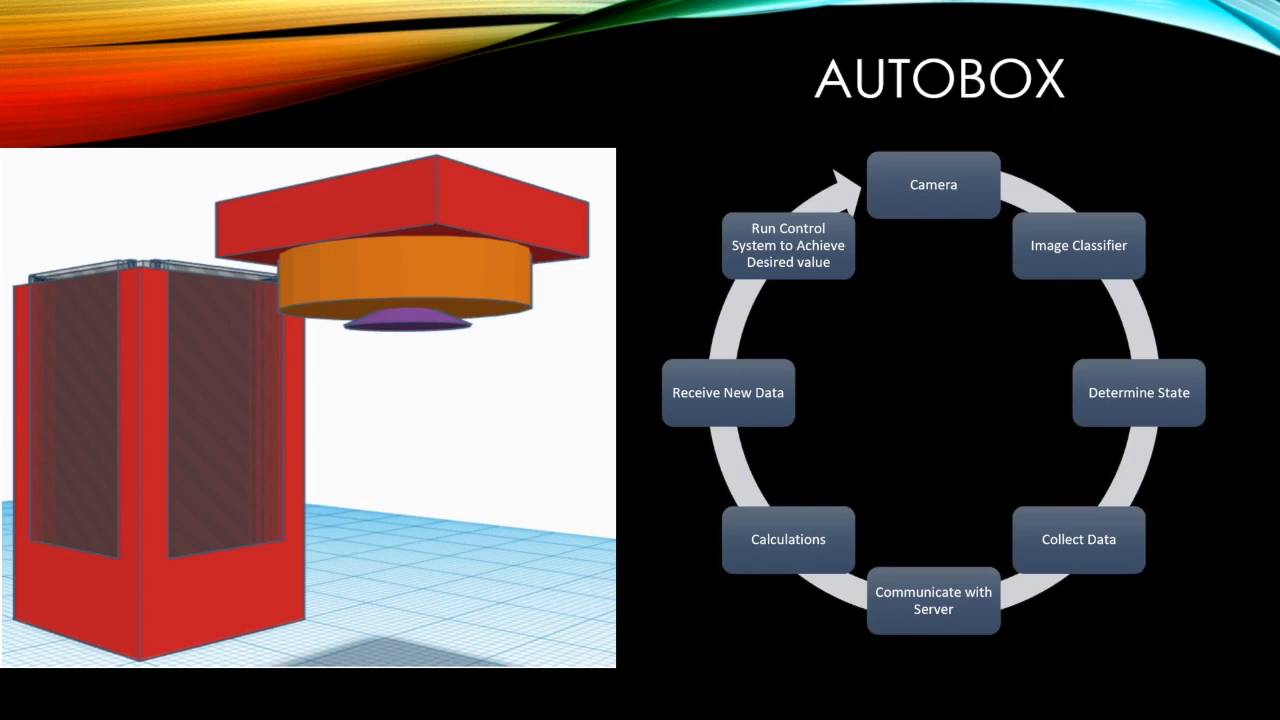 AUTOBOX
Camera
Image Classifier
Determine State
Collect Data
Communicate with
Server
Calculations
Receive New Data
Run Control
System to Achieve
Desired value